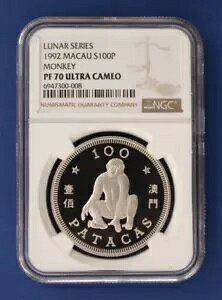 LUNAR SERIES
1992 MACAU S100P
MONKEY
PF 70 ULTRA CAMEO
6947300-008
NUMISMATIC GUARANTY COMPANY
NGC
100
壹佰
澳門
PATACAS